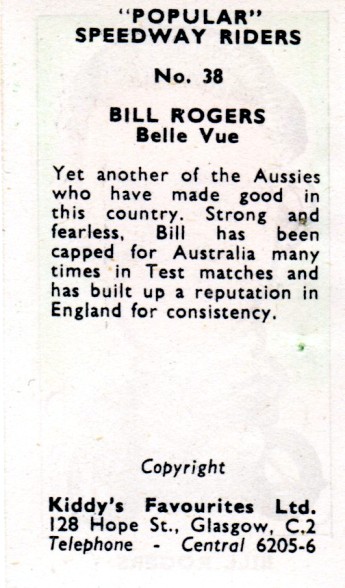 "POPULAR"
SPEEDWAY RIDERS
No. 38
BILL ROGERS
Belle Vue
Yet another of the Aussies
who have made good in
this country. Strong and
fearless, Bill has been
capped for Australia many
times in Test matches and
has built up a reputation in
England for consistency.
Copyright
Kiddy's Favourites Ltd.
128 Hope St., Glasgow, C.2
Telephone - Central 6205-6